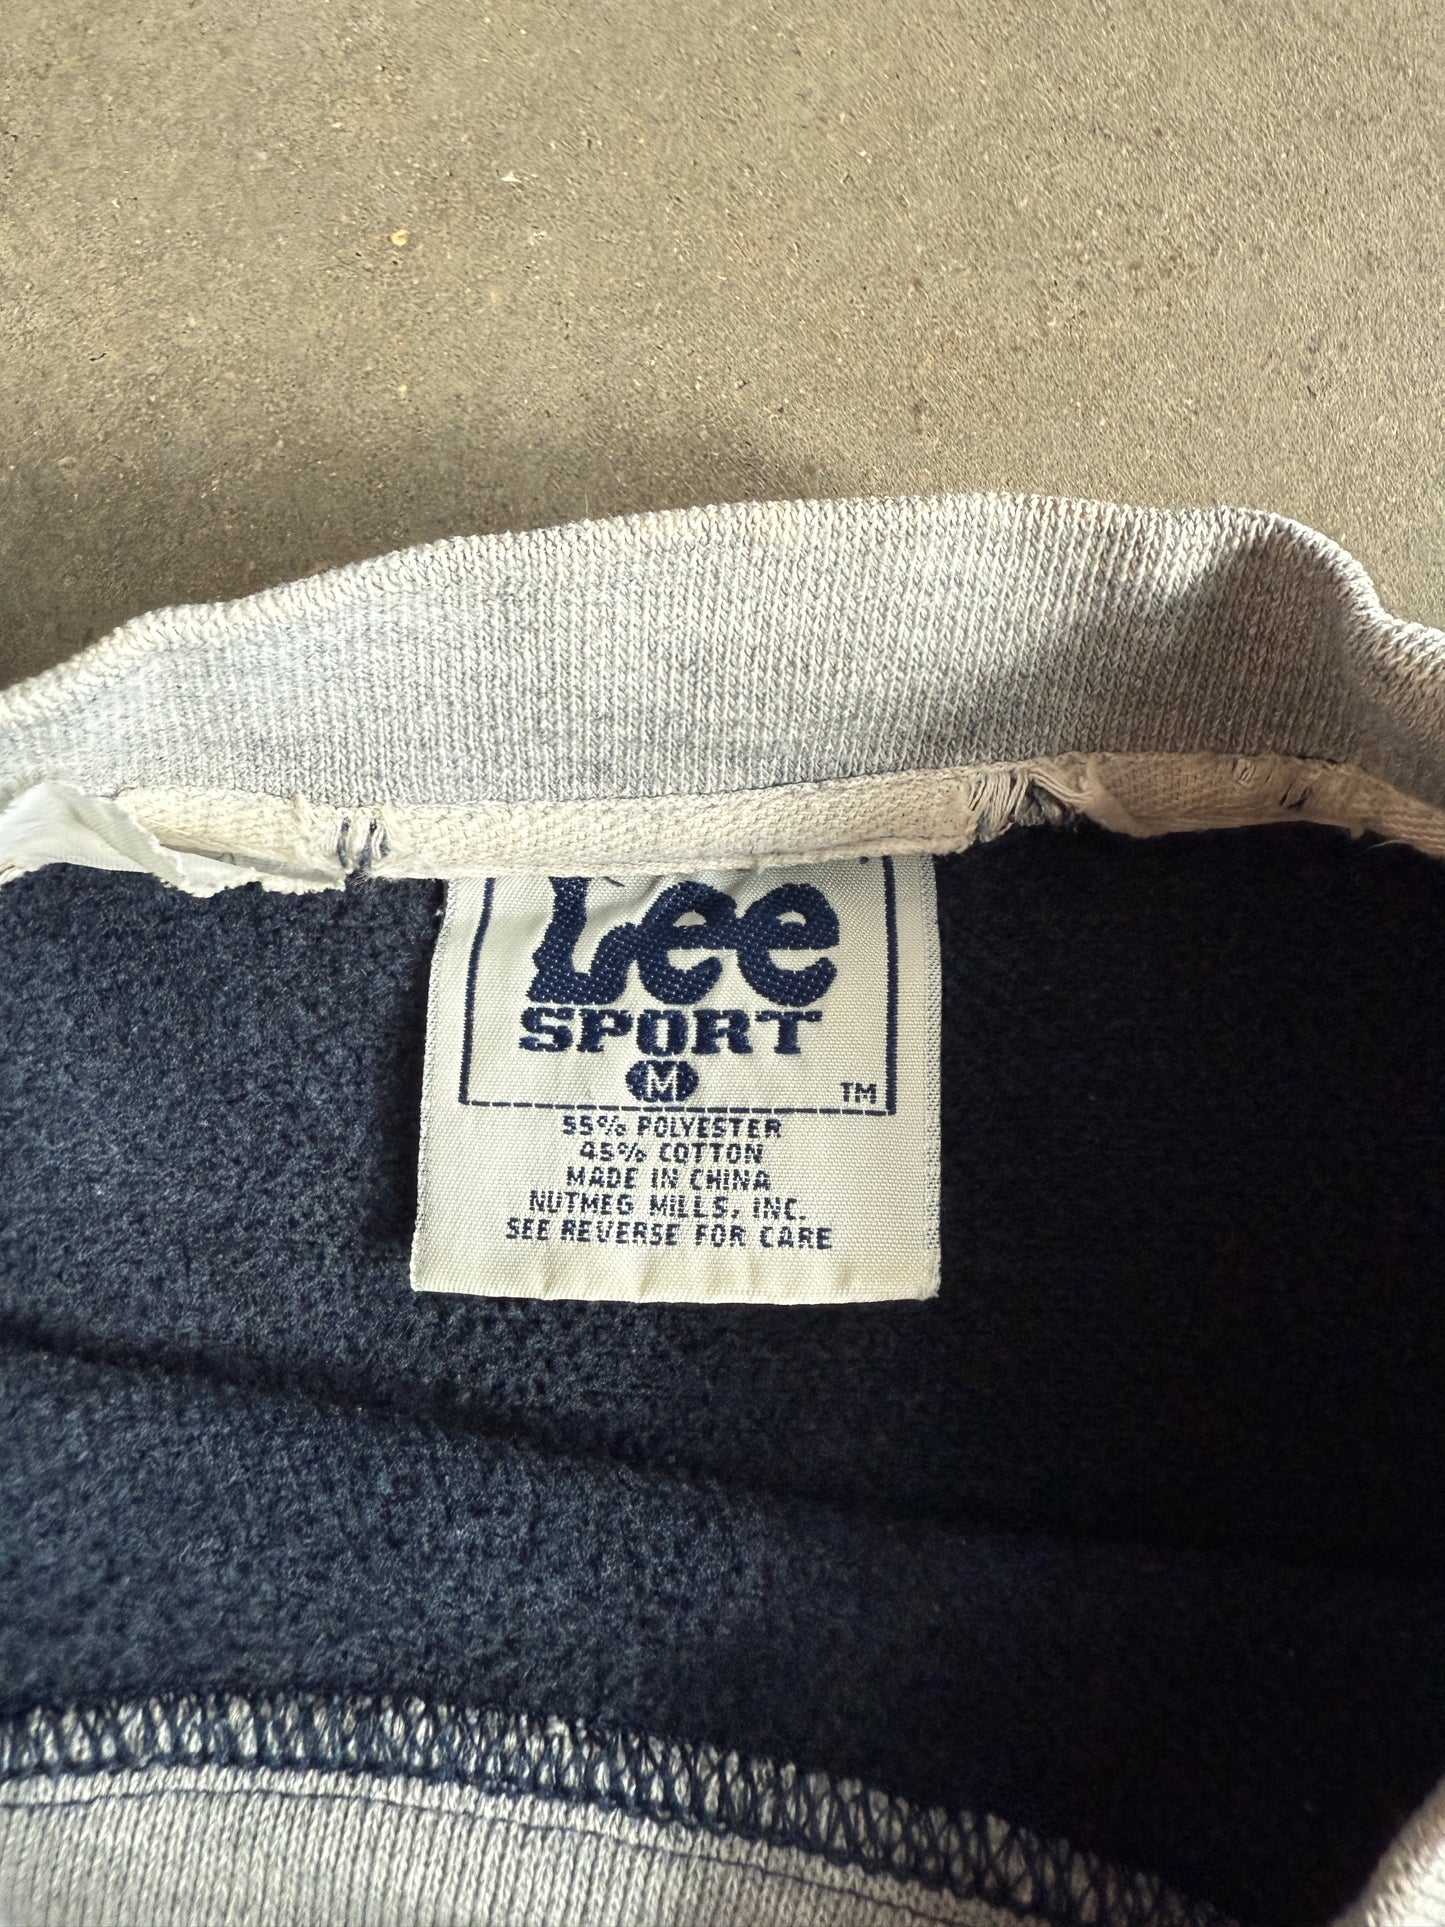 Lee
SPORT
M
TM
55% POLYESTER
45% COTTON
MADE IN CHINA
NUTMEG MILLS, INC.
SEE REVERSE FOR CARE